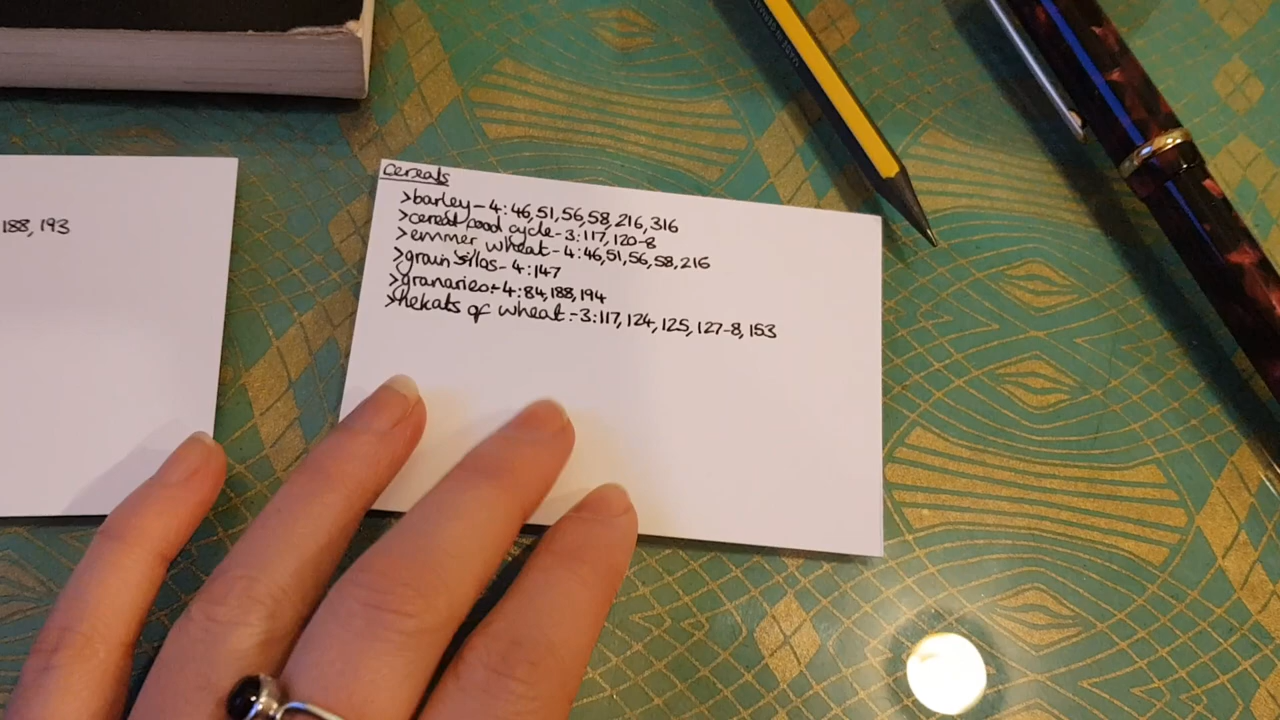 188, 193
cereals
>barley-4:46,51,56,58,216,316
>cereal food cycle-3:117,120-8
>emmer wheat-4:46,51,56,58,216
>grain silos-4:147
>granaries:-4:84,188,194
>hekats of wheat:-3:117,124,125,127-8,153